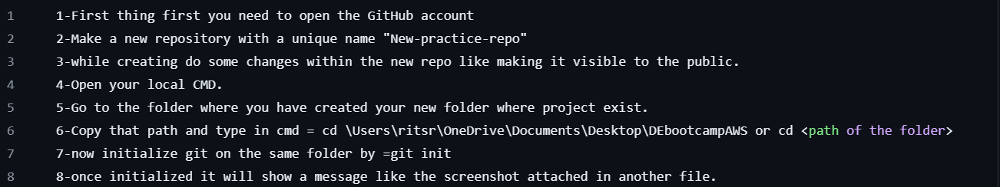 1 1-First thing first you need to open the GitHub account
2 2-Make a new repository with a unique name "New-practice-repo"
3 3-while creating do some changes within the new repo like making it visible to the public.
4 4-Open your local CMD.
5 5-Go to the folder where you have created your new folder where project exist.
6 6-Copy that path and type in cmd = cd \Users\ritsr\OneDrive\Documents\Desktop\DEbootcampAWS or cd <path of the folder>
7 7-now initialize git on the same folder by =git init
8 8-once initialized it will show a message like the screenshot attached in another file.